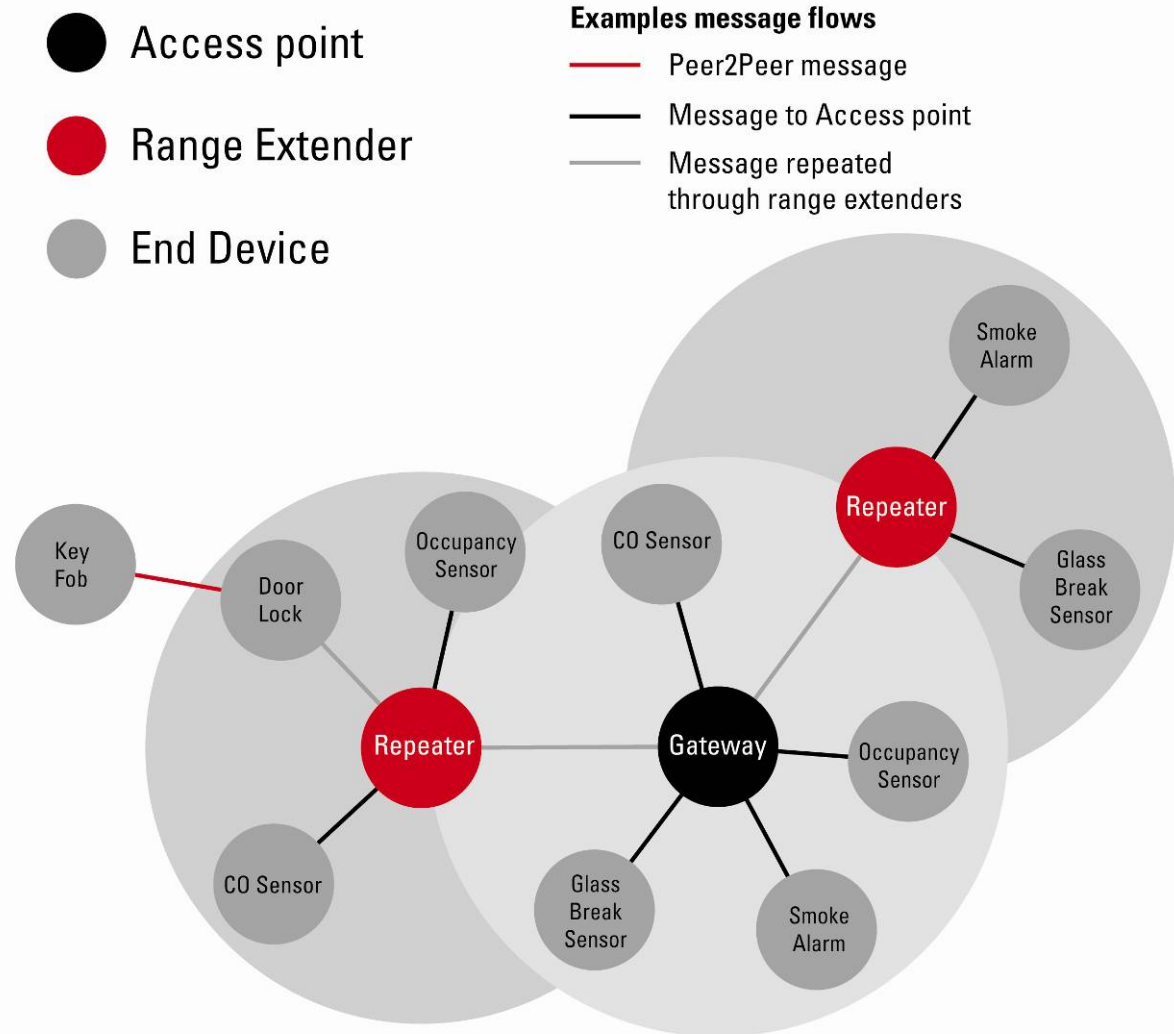 Access point
Range Extender
End Device
Examples message flows
Peer2Peer message
Message to Access point
Message repeated
through range extenders
Smoke
Alarm
Repeater
Glass
Break
Sensor
Key
Fob
Door
Lock
Occupancy
Sensor
CO Sensor
Repeater
Gateway
Occupancy
Sensor
CO Sensor
Glass
Break
Sensor
Smoke
Alarm